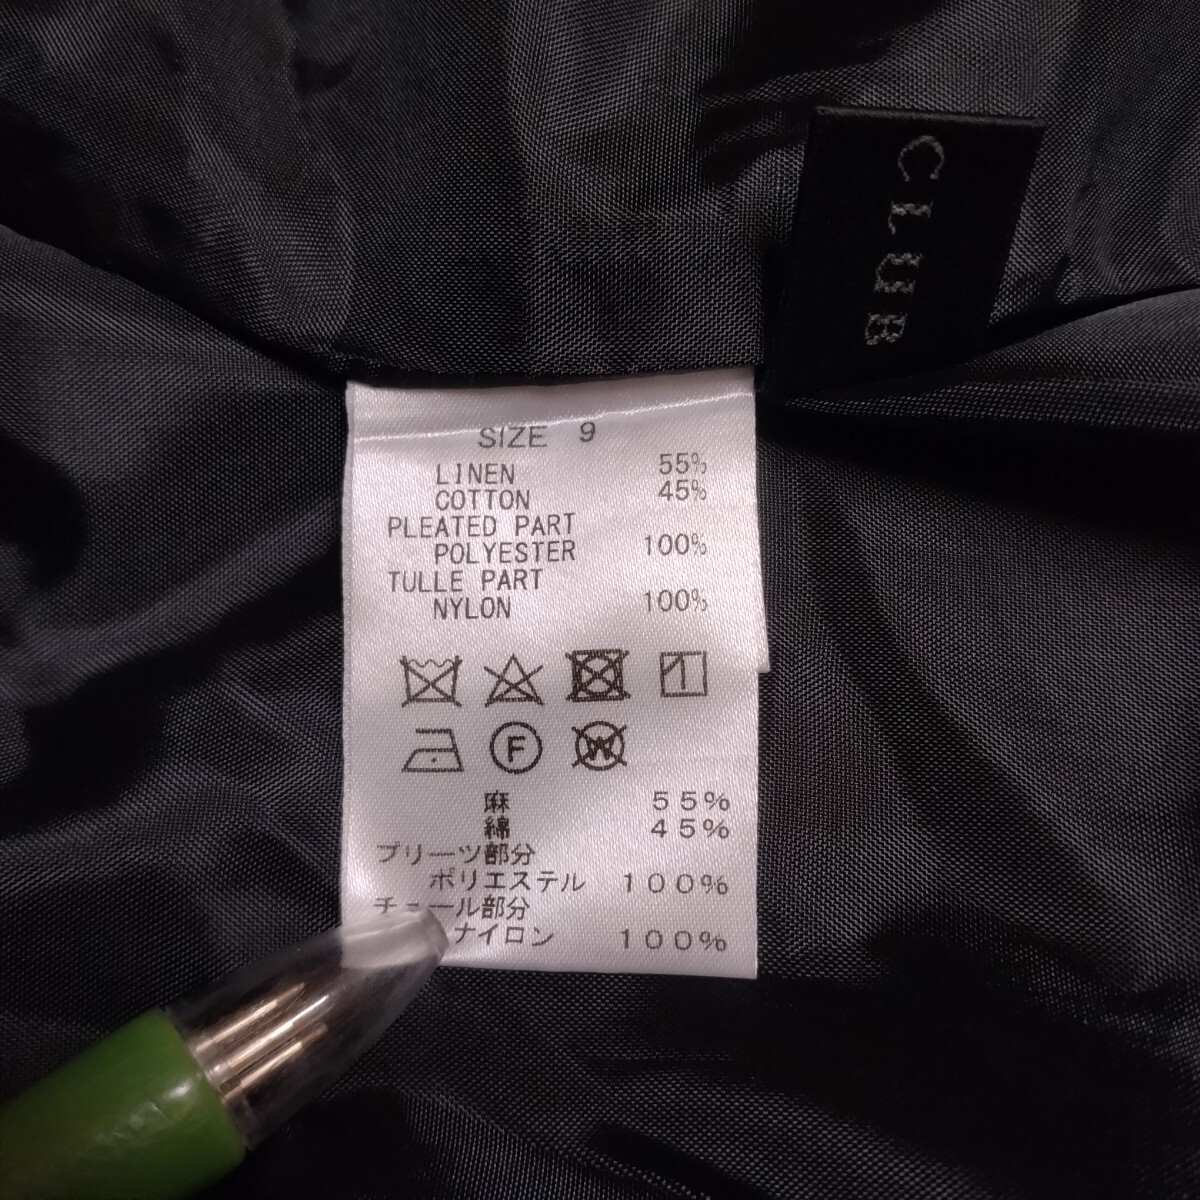 CLUB
SIZE 9
LINEN 55%
COTTON 45%
PLEATED PART
POLYESTER 100%
TULLE PART
NYLON 100%
1
F W
麻 55%
綿 45%
プリーツ部分
ポリエステル 100%
チュール部分
ナイロン 100%